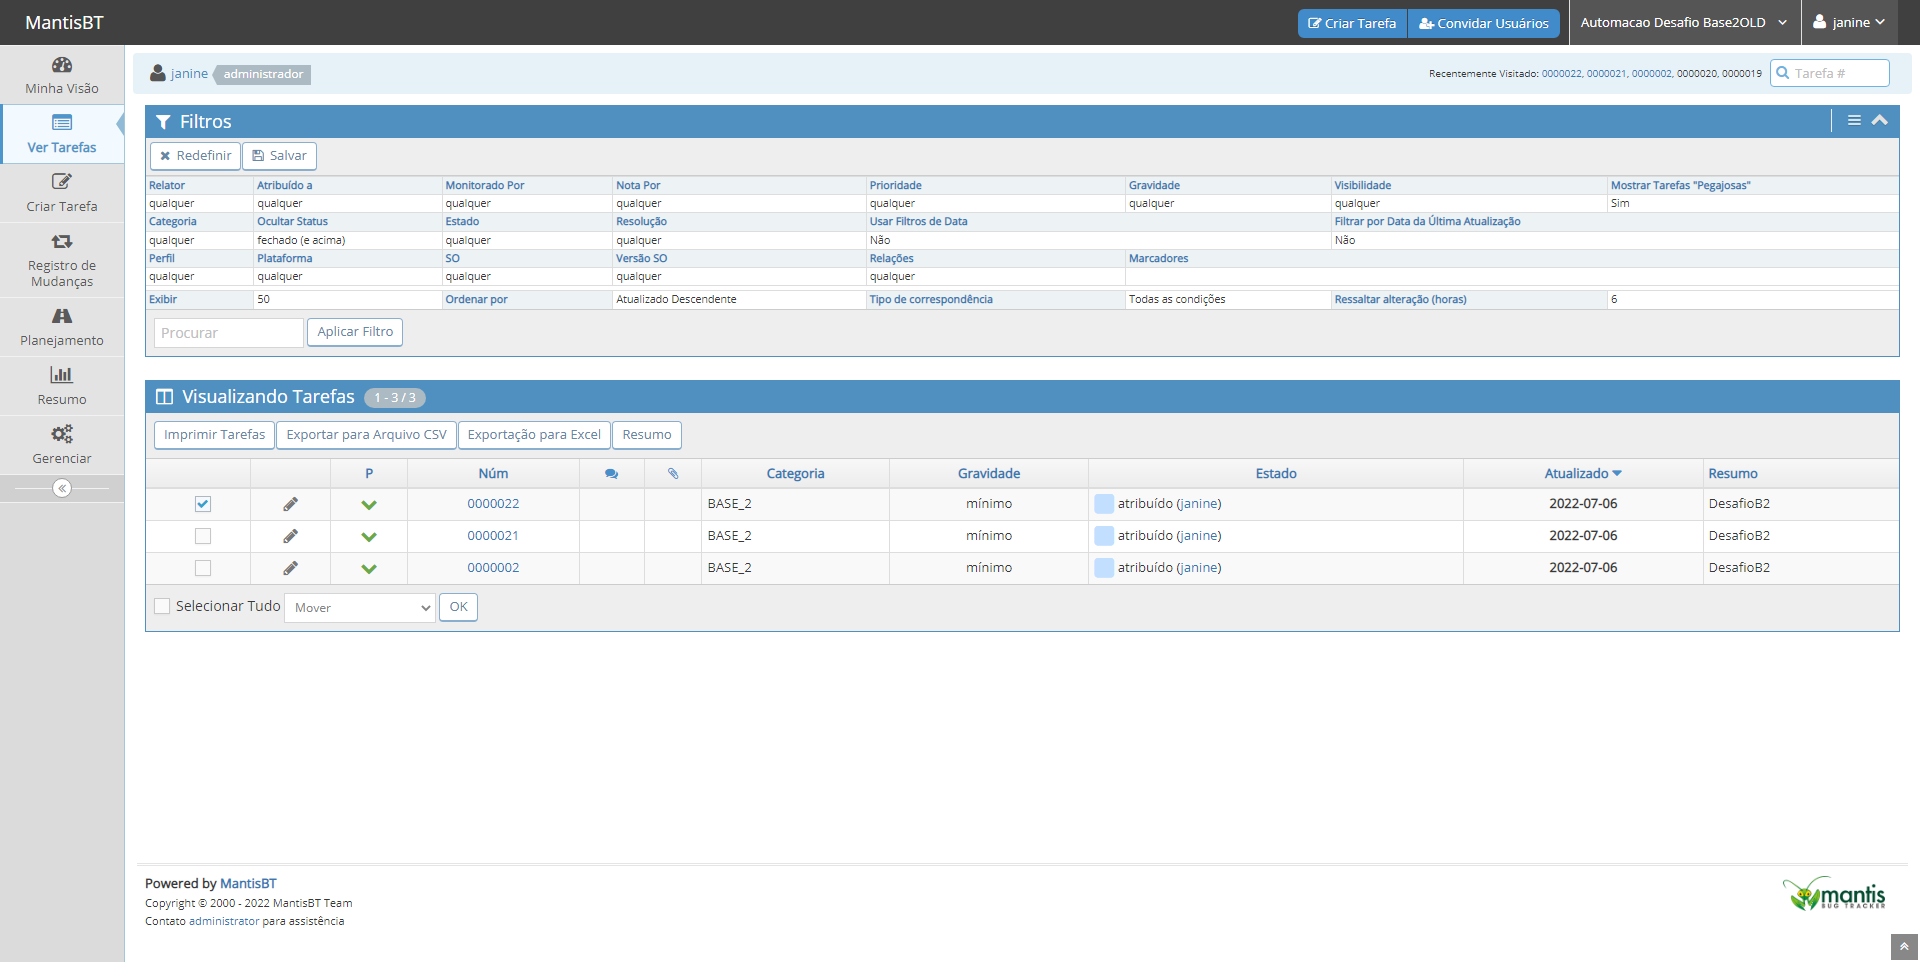 MantisBT
Criar Tarefa
Convidar Usuários
Automacao Desafio Base2OLD
janine
Minha Visão
Ver Tarefas
Criar Tarefa
Registro de
Mudanças
Planejamento
Resumo
Gerenciar
janine administrador
Recentemente Visitado: 0000022, 0000021, 0000002, 0000020, 0000019
Tarefa #
Filtros
Redefinir Salvar
Relator Atribuído a Monitorado Por Nota Por Prioridade Gravidade Visibilidade Mostrar Tarefas "Pegajosas"
qualquer qualquer qualquer qualquer qualquer qualquer qualquer Sim
Categoria Ocultar Status Estado Resolução Usar Filtros de Data Filtrar por Data da Última Atualização
qualquer fechado (e acima) qualquer qualquer Não Não
Perfil Plataforma SO Versão SO Relações Marcadores
qualquer qualquer qualquer qualquer qualquer
Exibir 50 Ordenar por Atualizado Descendente Tipo de correspondência Todas as condições Ressaltar alteração (horas) 6
Procurar Aplicar Filtro
Visualizando Tarefas 1 - 3 / 3
Imprimir Tarefas Exportar para Arquivo CSV Exportação para Excel Resumo
P Núm Categoria Gravidade Estado Atualizado Resumo
0000022 BASE_2 mínimo atribuído (janine) 2022-07-06 DesafioB2
0000021 BASE_2 mínimo atribuído (janine) 2022-07-06 DesafioB2
0000002 BASE_2 mínimo atribuído (janine) 2022-07-06 DesafioB2
Selecionar Tudo Mover OK
Powered by MantisBT
Copyright © 2000 - 2022 MantisBT Team
Contato administrator para assistência
mantis
BUG TRACKER